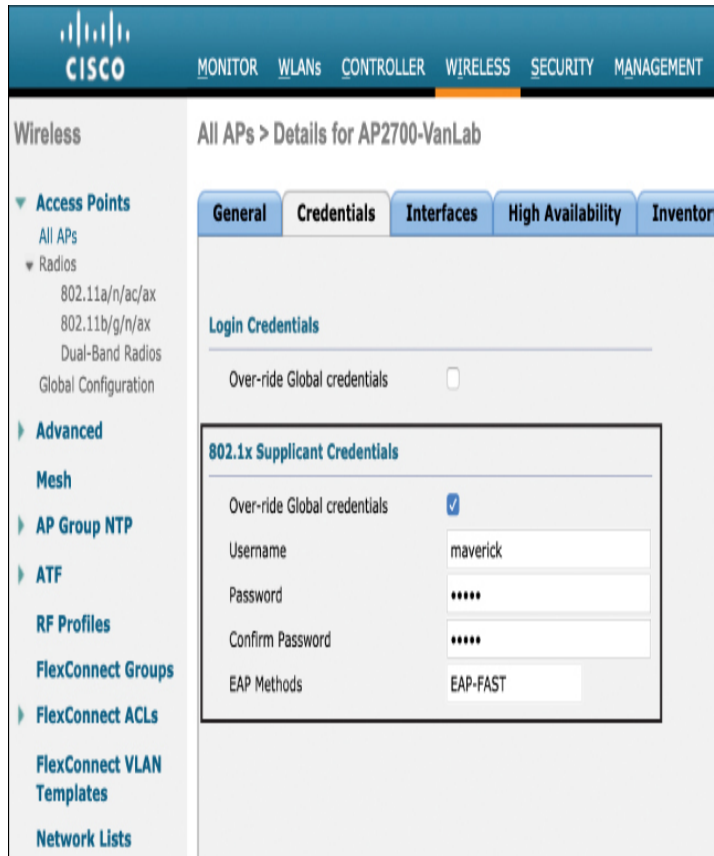 CISCO
MONITOR WLANs CONTROLLER WIRELESS SECURITY MANAGEMENT
Wireless
Access Points
All APs
Radios
802.11a/n/ac/ax
802.11b/g/n/ax
Dual-Band Radios
Global Configuration
Advanced
Mesh
AP Group NTP
ATF
RF Profiles
FlexConnect Groups
FlexConnect ACLs
FlexConnect VLAN
Templates
Network Lists
All APs > Details for AP2700-VanLab
General Credentials Interfaces High Availability Inventor
Login Credentials
Over-ride Global credentials
802.1x Supplicant Credentials
Over-ride Global credentials
Username maverick
Password •••••
Confirm Password •••••
EAP Methods EAP-FAST